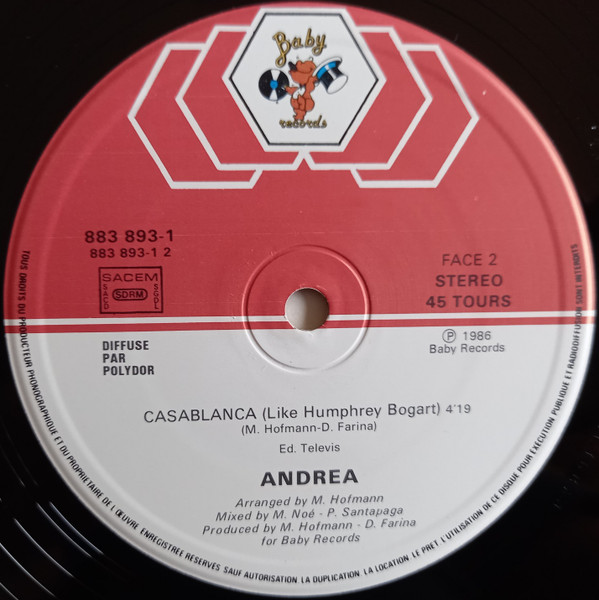 Baby
records
883 893-1
883 893-1 2
SACEM
SACD
SDRM
SGDL
FACE 2
STEREO
45 TOURS
DIFFUSE
PAR
POLYDOR
℗ 1986
Baby Records
CASABLANCA (Like Humphrey Bogart) 4'19
(M. Hofmann-D. Farina)
Ed. Televis
ANDREA
Arranged by M. Hofmann
Mixed by M. Noé - P. Santapaga
Produced by M. Hofmann - D. Farina
for Baby Records
TOUS DROITS DU PRODUCTEUR PHONOGRAPHIQUE ET DU PROPRIETAIRE DE L'ŒUVRE ENREGISTREE RESERVES SAUF AUTORISATION LA DUPLICATION LA LOCATION LE PRET L'UTILISATION DE CE DISQUE POUR EXECUTION PUBLIQUE ET RADIODIFFUSION SONT INTERDITS